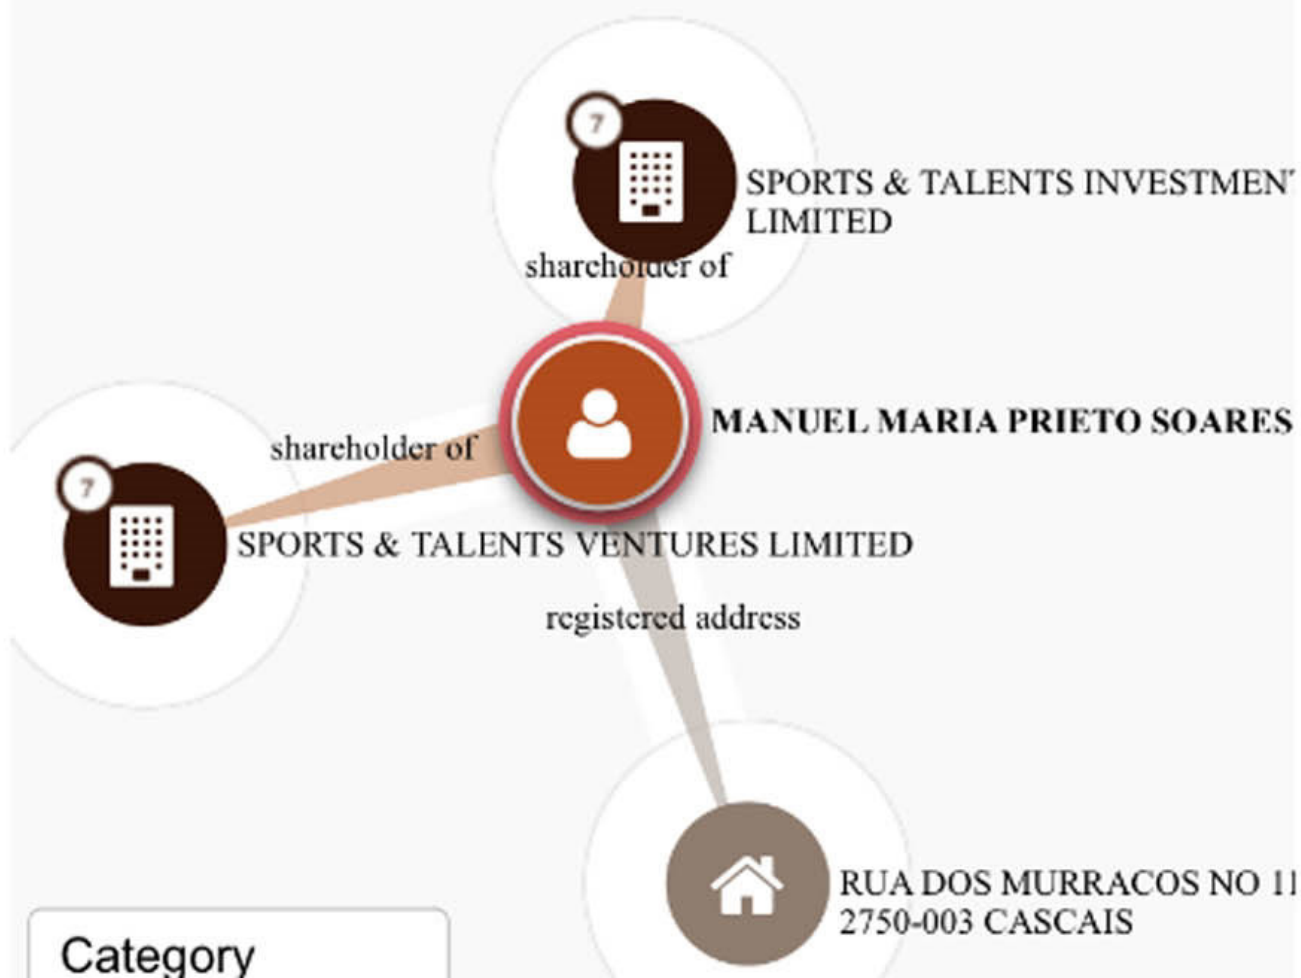 7
SPORTS & TALENTS INVESTMEN
LIMITED
shareholder of
MANUEL MARIA PRIETO SOARES
shareholder of
7
SPORTS & TALENTS VENTURES LIMITED
registered address
RUA DOS MURRACOS NO 11
2750-003 CASCAIS
Category